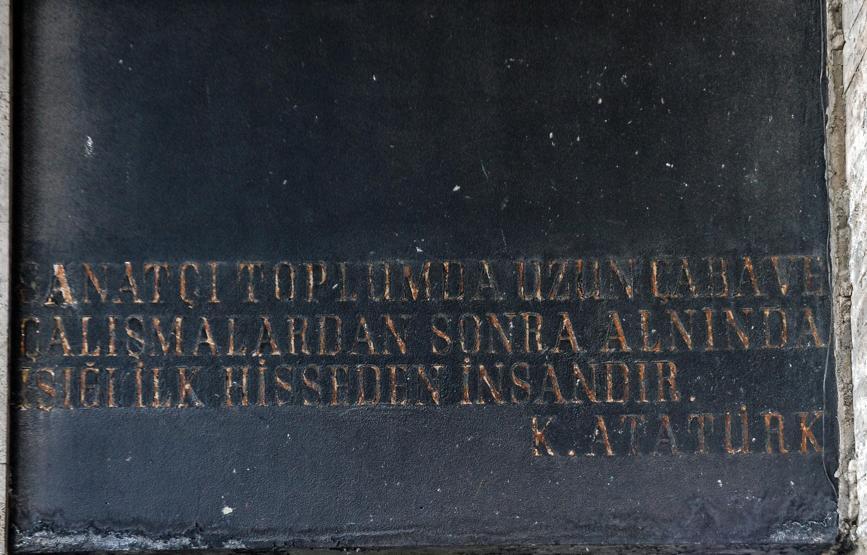 SANATÇI TOPLUMDA UZUN ÇABA VE
ÇALIŞMALARDAN SONRA ALNINDA
IŞIĞI İLK HİSSEDEN İNSANDIR.
K. ATATÜRK